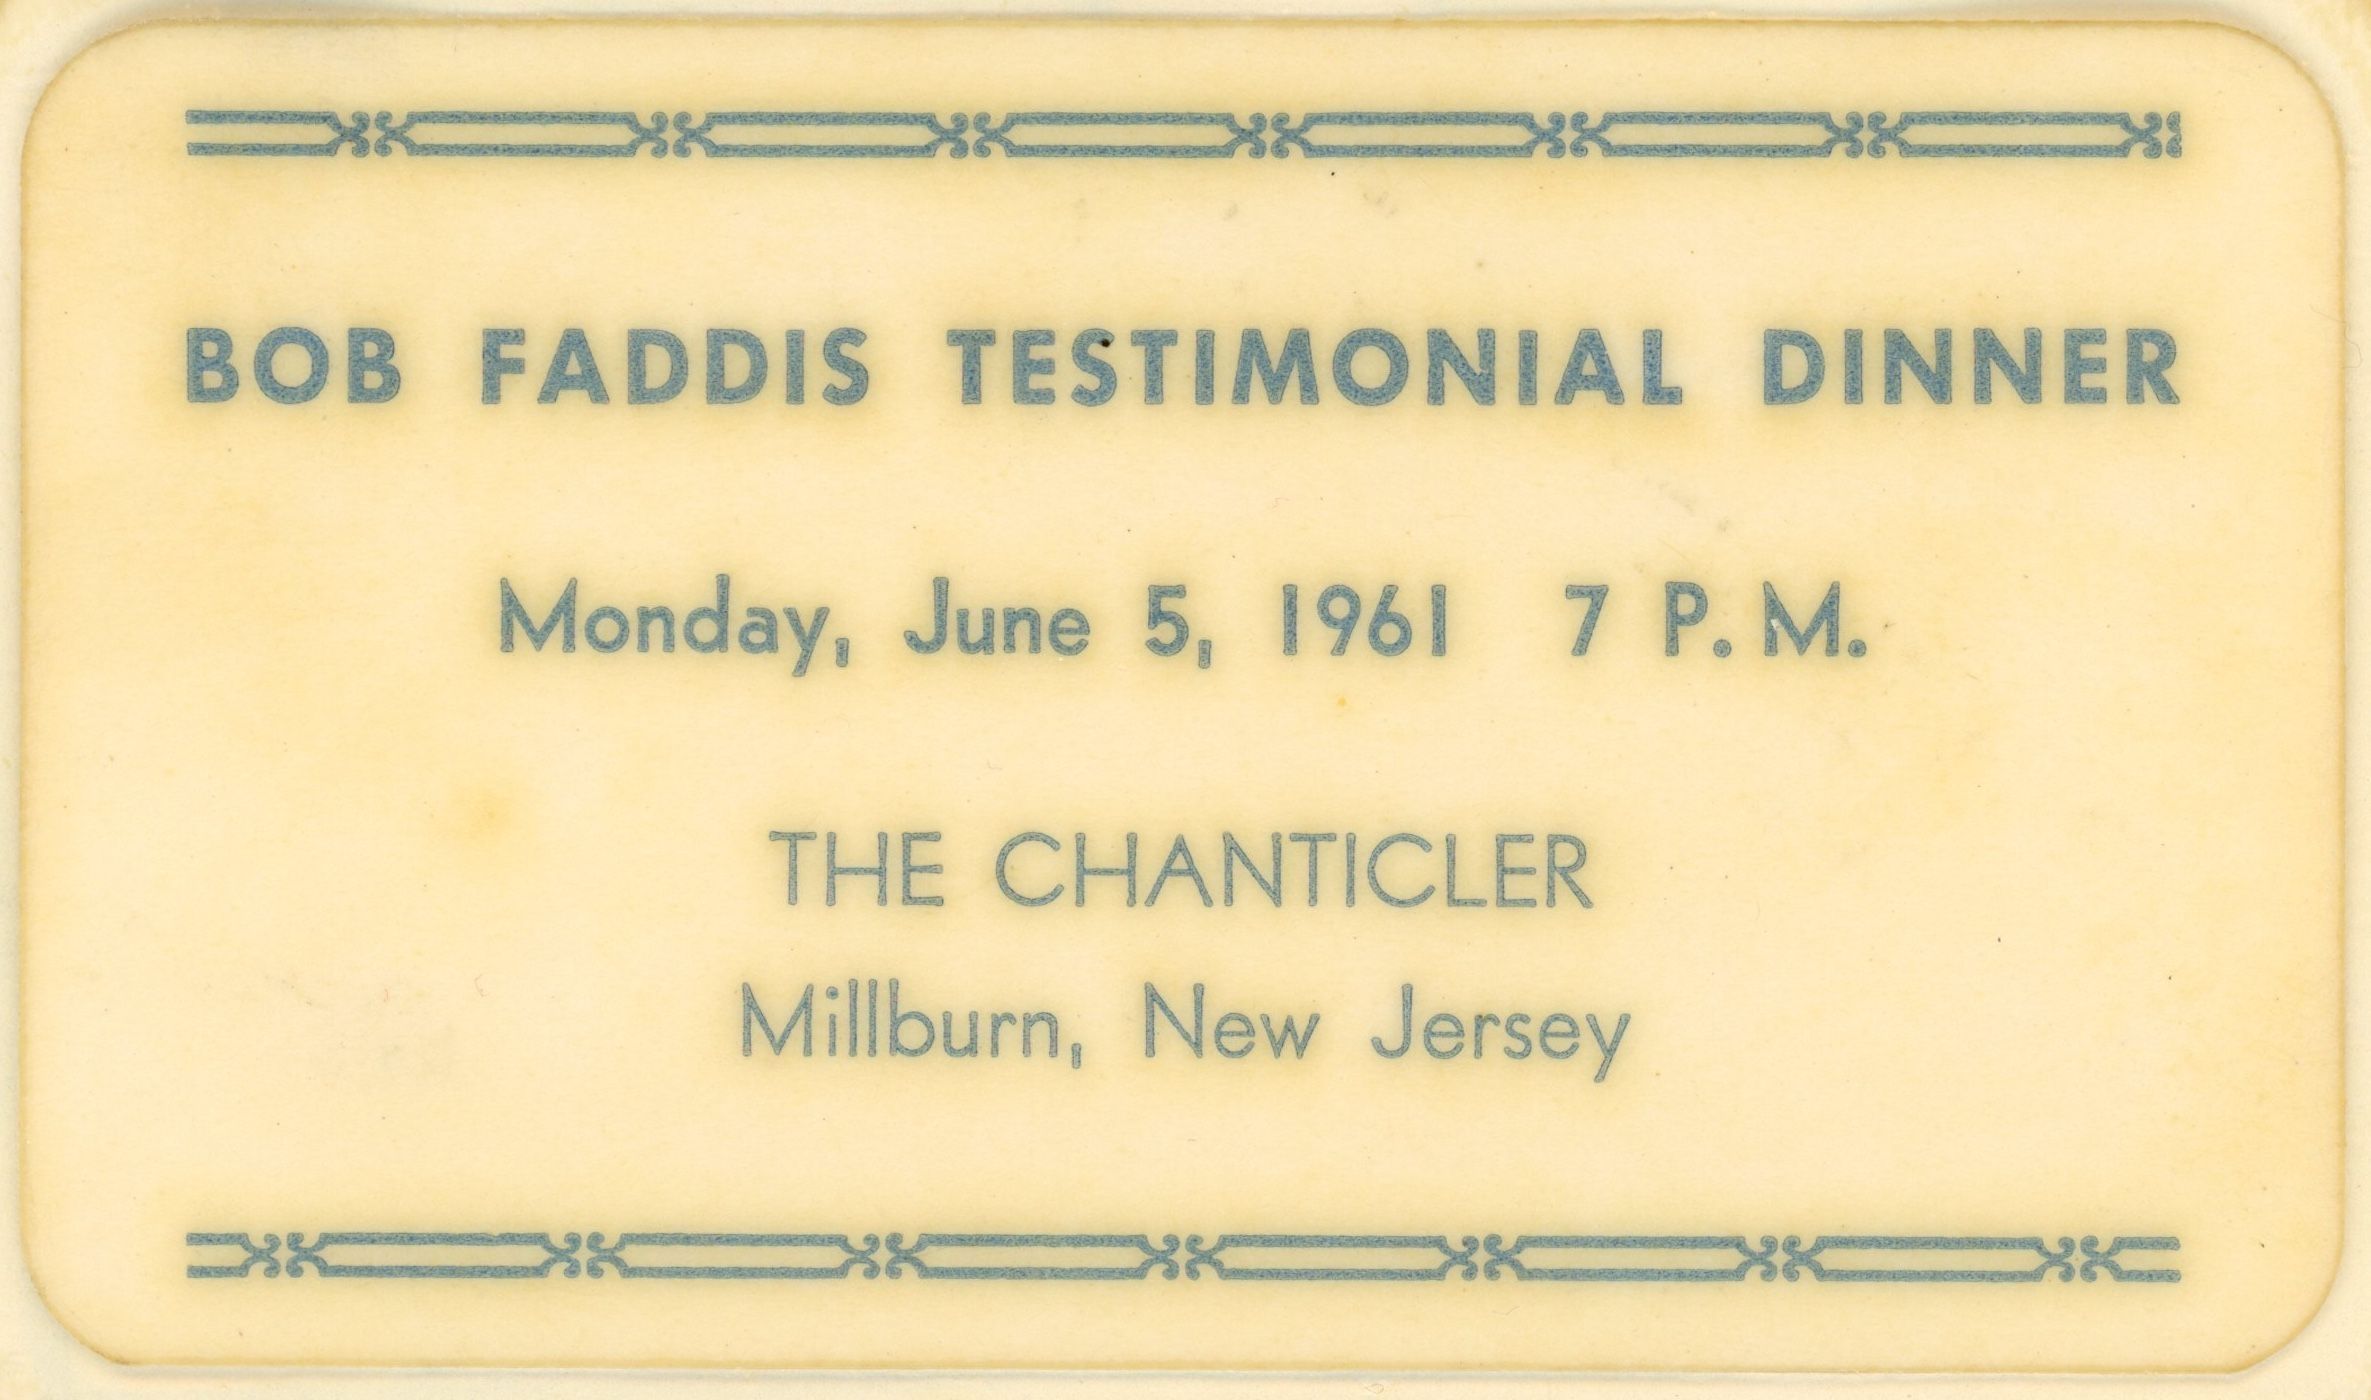 BOB FADDIS TESTIMONIAL DINNER
Monday, June 5, 1961 7 P. M.
THE CHANTICLER
Millburn, New Jersey